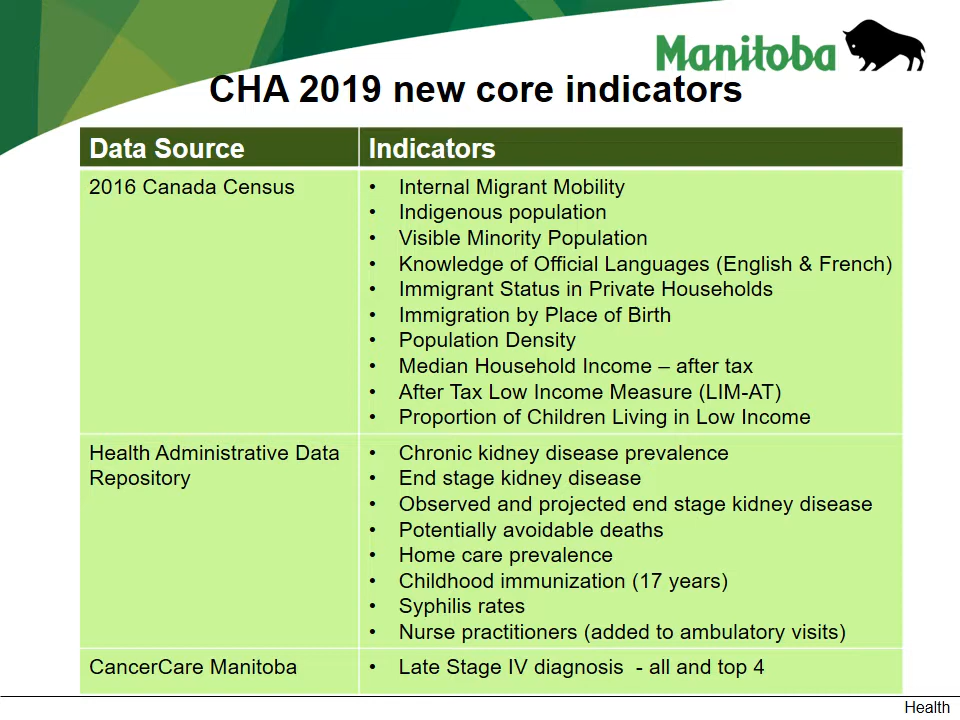 Manitoba
CHA 2019 new core indicators
Data Source
Indicators
2016 Canada Census
• Internal Migrant Mobility
• Indigenous population
• Visible Minority Population
• Knowledge of Official Languages (English & French)
• Immigrant Status in Private Households
• Immigration by Place of Birth
• Population Density
• Median Household Income – after tax
• After Tax Low Income Measure (LIM-AT)
• Proportion of Children Living in Low Income
Health Administrative Data
Repository
• Chronic kidney disease prevalence
• End stage kidney disease
• Observed and projected end stage kidney disease
• Potentially avoidable deaths
• Home care prevalence
• Childhood immunization (17 years)
• Syphilis rates
• Nurse practitioners (added to ambulatory visits)
CancerCare Manitoba
• Late Stage IV diagnosis - all and top 4
Health